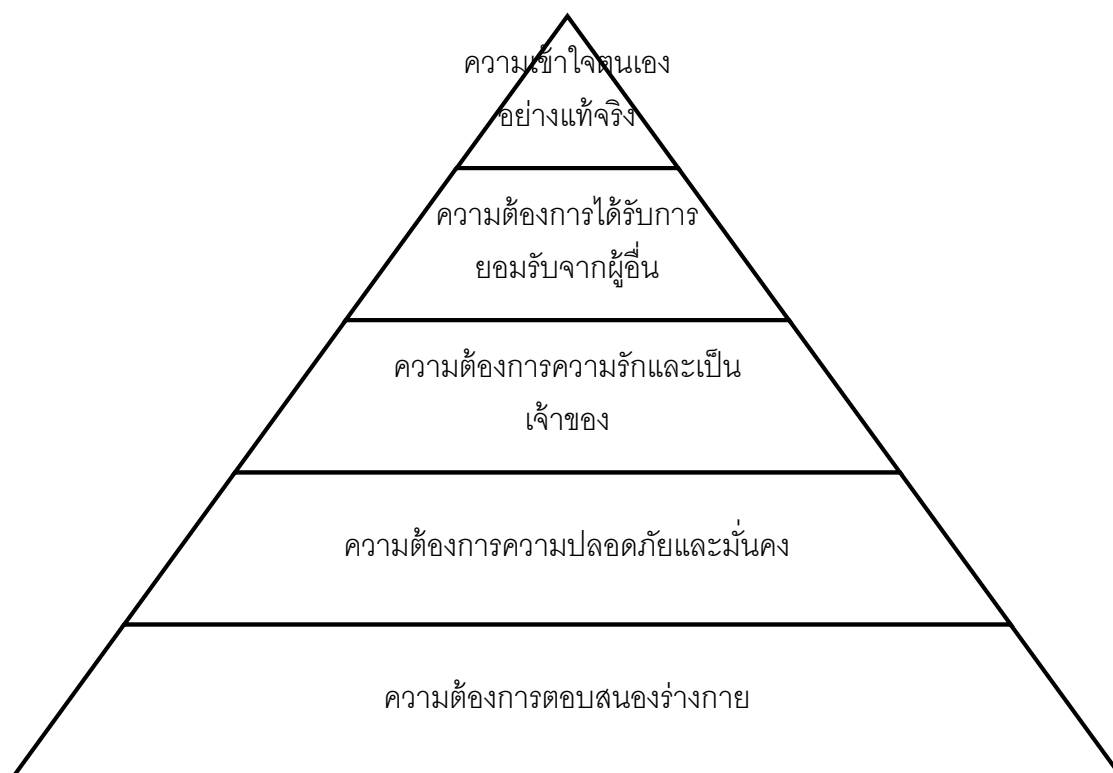 ความเข้าใจตนเอง
อย่างแท้จริง
ความต้องการได้รับการ
ยอมรับจากผู้อื่น
ความต้องการความรักและเป็น
เจ้าของ
ความต้องการความปลอดภัยและมั่นคง
ความต้องการตอบสนองร่างกาย